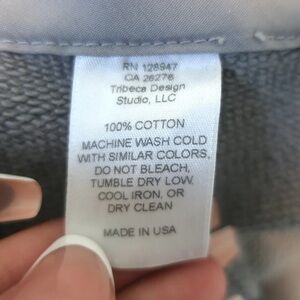 RN 128947
CA 26276
Tribeca Design
Studio, LLC
100% COTTON
MACHINE WASH COLD
WITH SIMILAR COLORS,
DO NOT BLEACH,
TUMBLE DRY LOW,
COOL IRON, OR
DRY CLEAN
MADE IN USA